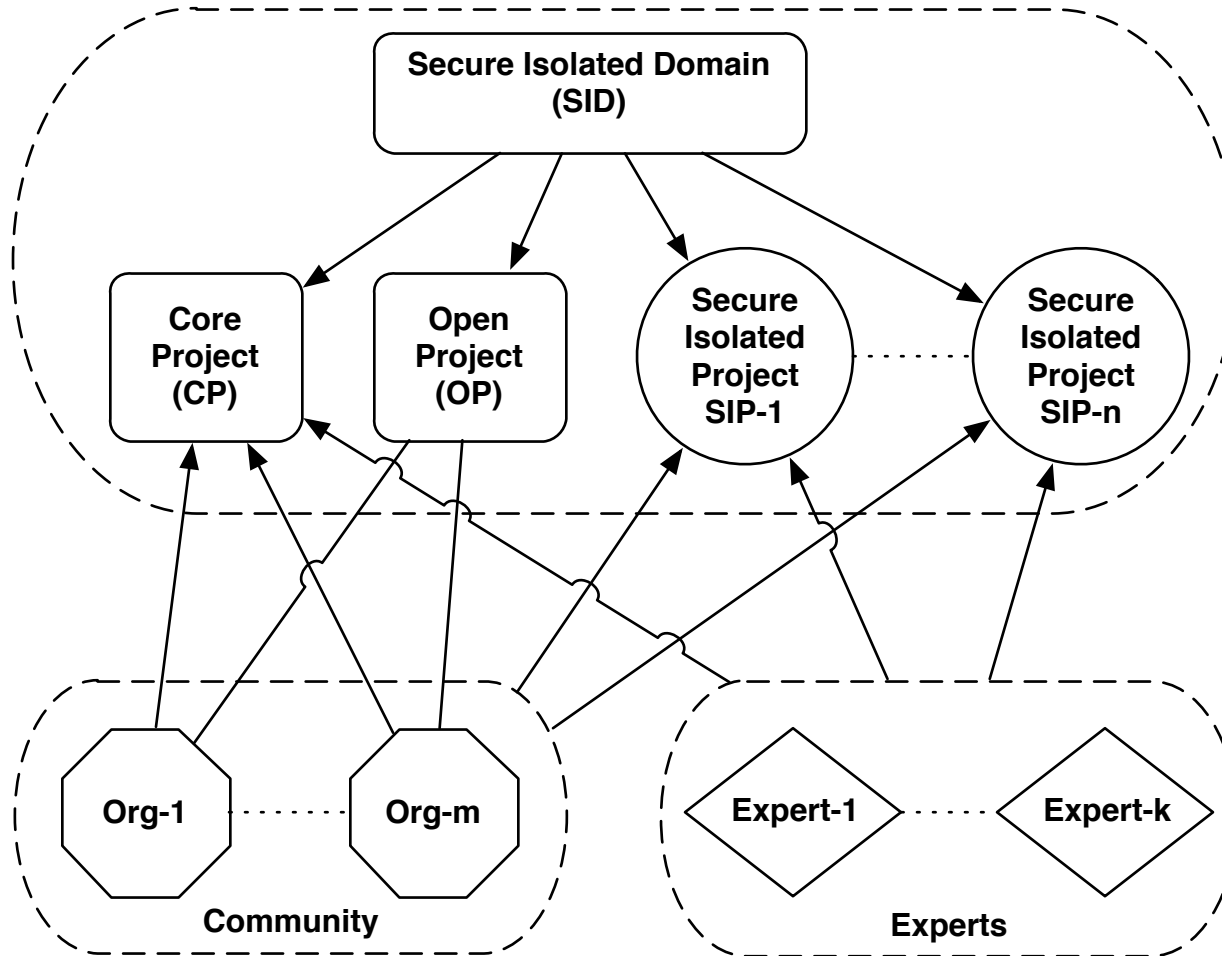 Secure Isolated Domain
(SID)
Core
Project
(CP)
Open
Project
(OP)
Secure
Isolated
Project
SIP-1
Secure
Isolated
Project
SIP-n
Org-1
Org-m
Community
Expert-1
Expert-k
Experts